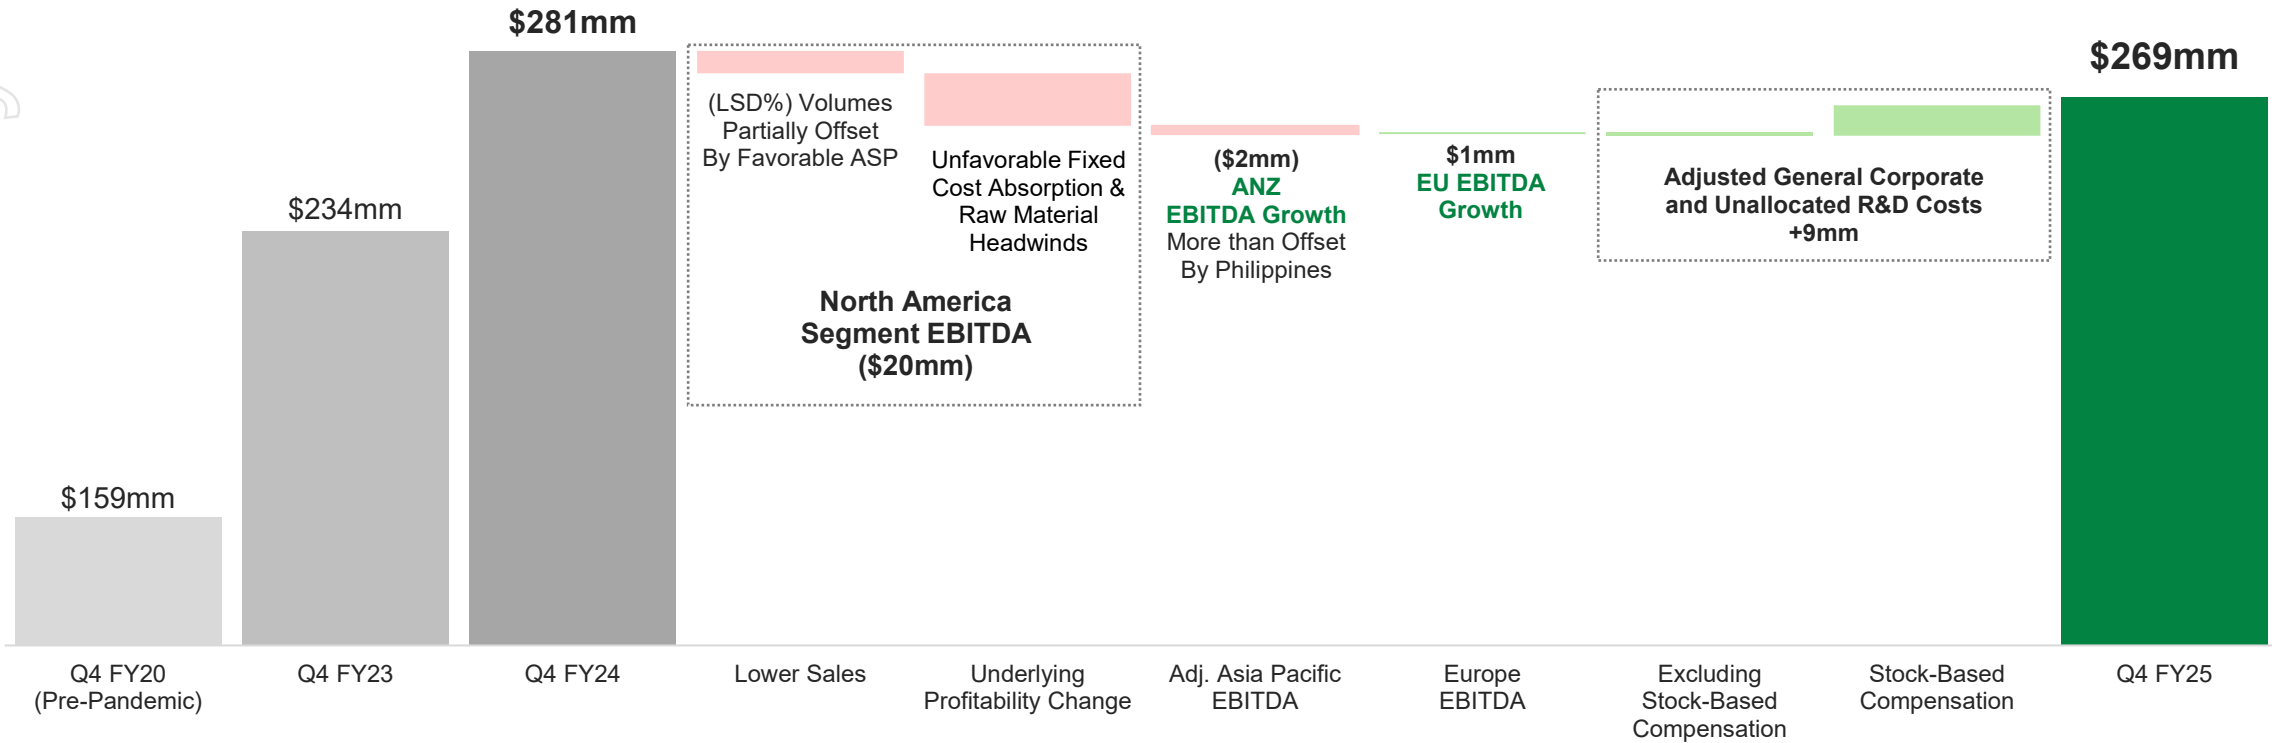 $281mm
$269mm
$234mm
$159mm
(LSD%) Volumes
Partially Offset
By Favorable ASP
Unfavorable Fixed
Cost Absorption &
Raw Material
Headwinds
North America
Segment EBITDA
($20mm)
($2mm)
ANZ
EBITDA Growth
More than Offset
By Philippines
$1mm
EU EBITDA
Growth
Adjusted General Corporate
and Unallocated R&D Costs
+9mm
Q4 FY20
(Pre-Pandemic)
Q4 FY23
Q4 FY24
Lower Sales
Underlying
Profitability Change
Adj. Asia Pacific
EBITDA
Europe
EBITDA
Excluding
Stock-Based
Compensation
Stock-Based
Compensation
Q4 FY25